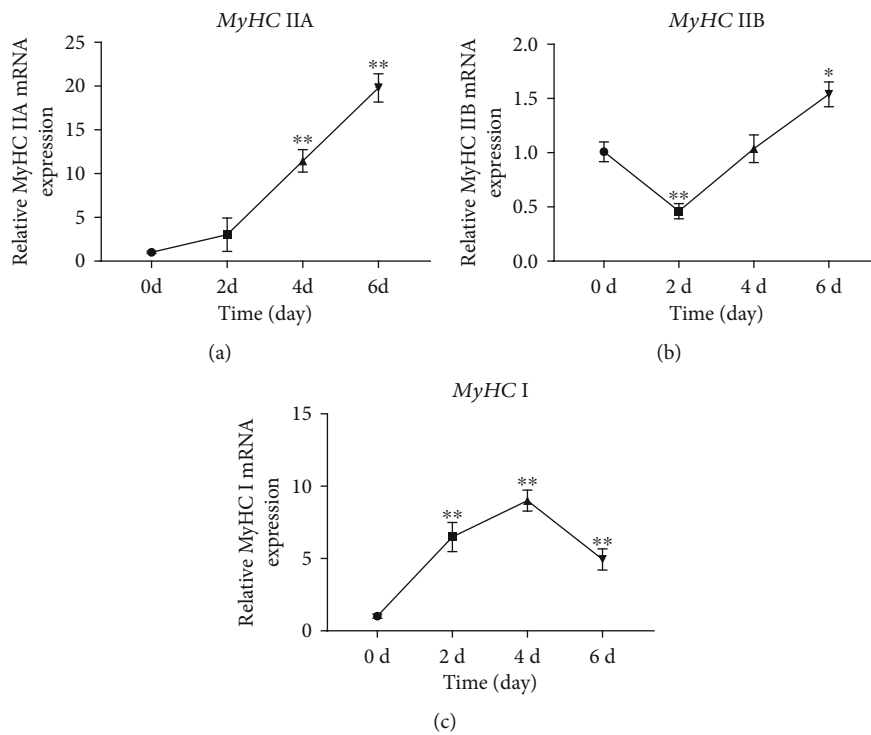 MyHC IIA
Relative MyHC IIA mRNA
expression
25
20
15
10
5
0
**
**
0d 2d 4d 6d
Time (day)
(a)
MyHC IIB
Relative MyHC IIB mRNA
expression
2.0
1.5
1.0
0.5
0.0
**
*
0 d 2 d 4 d 6 d
Time (day)
(b)
MyHC I
Relative MyHC I mRNA
expression
15
10
5
0
**
**
**
0 d 2 d 4 d 6 d
Time (day)
(c)